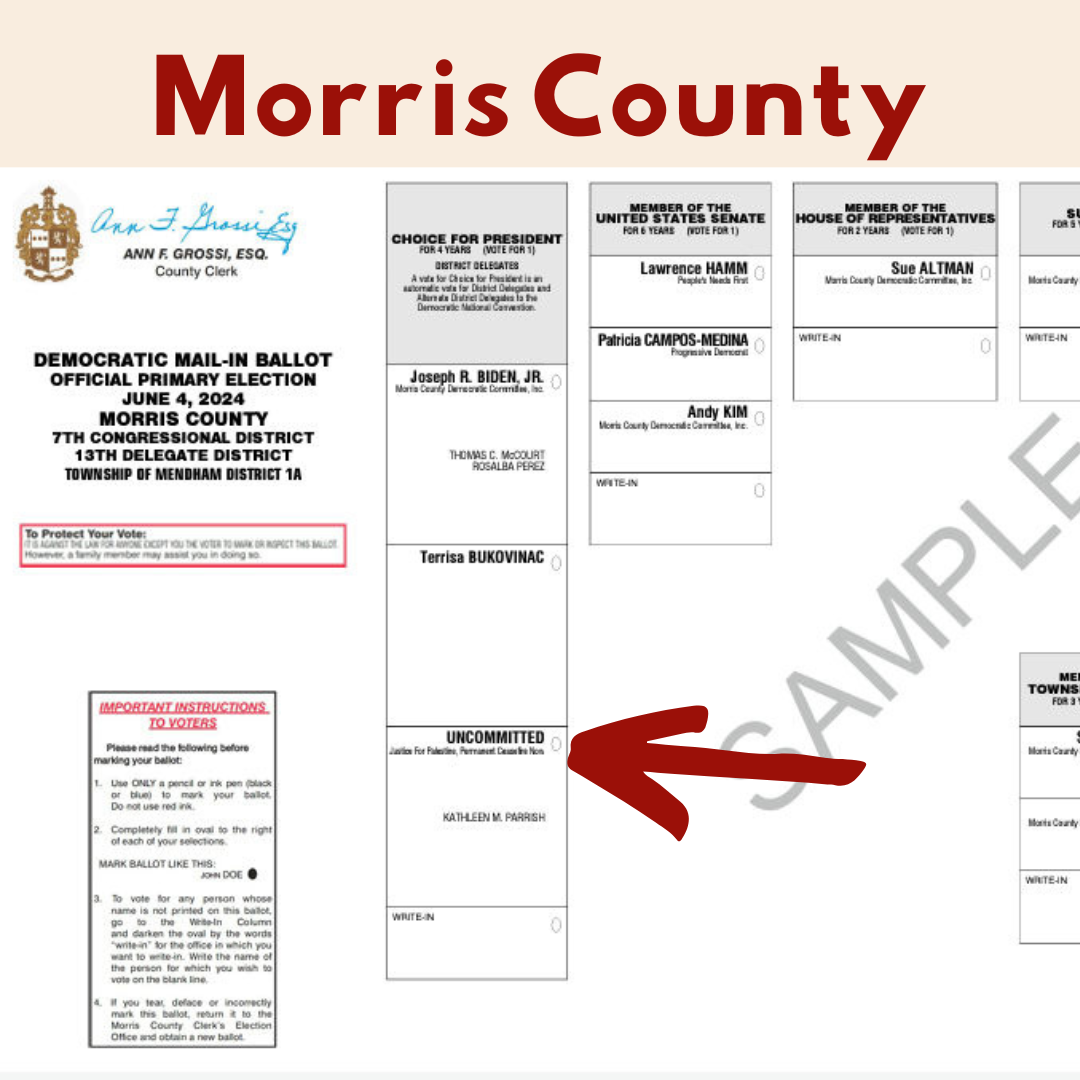 Morris County
Ann F. Grossi, Esq
ANN F. GROSSI, ESQ.
County Clerk
DEMOCRATIC MAIL-IN BALLOT
OFFICIAL PRIMARY ELECTION
JUNE 4, 2024
MORRIS COUNTY
7TH CONGRESSIONAL DISTRICT
13TH DELEGATE DISTRICT
TOWNSHIP OF MENDHAM DISTRICT 1A
To Protect Your Vote:
IT IS AGAINST THE LAW FOR ANYONE EXCEPT YOU THE VOTER TO MARK OR INSPECT THIS BALLOT.
However, a family member may assist you in doing so.
IMPORTANT INSTRUCTIONS
TO VOTERS
Please read the following before
marking your ballot:
1. Use ONLY a pencil or ink pen (black
or blue) to mark your ballot.
Do not use red ink.
2. Completely fill in oval to the right
of each of your selections.
MARK BALLOT LIKE THIS:
JOHN DOE
3. To vote for any person whose
name is not printed on this ballot,
go to the Write-In Column
and darken the oval by the words
"write-in" for the office in which you
want to write-in. Write the name of
the person for which you wish to
vote on the blank line.
4. If you tear, deface or incorrectly
mark this ballot, return it to the
Morris County Clerk's Election
Office and obtain a new ballot.
CHOICE FOR PRESIDENT
FOR 4 YEARS (VOTE FOR 1)
DISTRICT DELEGATES
A vote for Choice for President is an
automatic vote for District Delegates and
Alternate District Delegates to the
Democratic National Convention.
Joseph R. BIDEN, JR.
Morris County Democratic Committee, Inc.
THOMAS C. McCOURT
ROSALBA PEREZ
Terrisa BUKOVINAC
UNCOMMITTED
Justice For Palestine, Permanent Ceasefire Now
KATHLEEN M. PARRISH
WRITE-IN
MEMBER OF THE
UNITED STATES SENATE
FOR 6 YEARS (VOTE FOR 1)
Lawrence HAMM
People's Needs First
Patricia CAMPOS-MEDINA
Progressive Democrat
Andy KIM
Morris County Democratic Committee, Inc.
WRITE-IN
MEMBER OF THE
HOUSE OF REPRESENTATIVES
FOR 2 YEARS (VOTE FOR 1)
Sue ALTMAN
Morris County Democratic Committee, Inc
WRITE-IN
SU
FOR 5 Y
Morris County
WRITE-IN
SAMPLE
MEM
TOWNS
FOR 3 Y
S
Morris County
Morris County
WRITE-IN